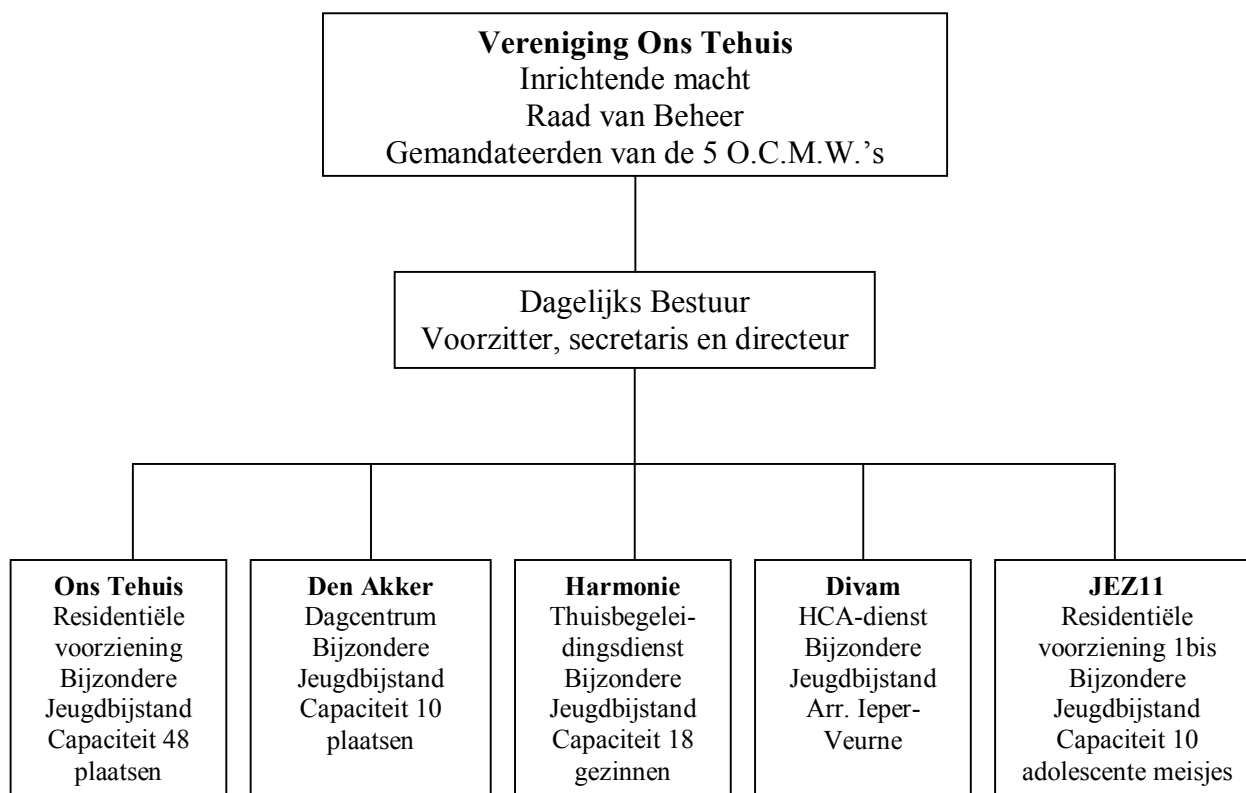 Vereniging Ons Tehuis
Inrichtende macht
Raad van Beheer
Gemandateerden van de 5 O.C.M.W.’s
Dagelijks Bestuur
Voorzitter, secretaris en directeur
Ons Tehuis
Residentiële
voorziening
Bijzondere
Jeugdbijstand
Capaciteit 48
plaatsen
Den Akker
Dagcentrum
Bijzondere
Jeugdbijstand
Capaciteit 10
plaatsen
Harmonie
Thuisbegelei-
dingsdienst
Bijzondere
Jeugdbijstand
Capaciteit 18
gezinnen
Divam
HCA-dienst
Bijzondere
Jeugdbijstand
Arr. Ieper-
Veurne
JEZ11
Residentiële
voorziening 1bis
Bijzondere
Jeugdbijstand
Capaciteit 10
adolescente meisjes